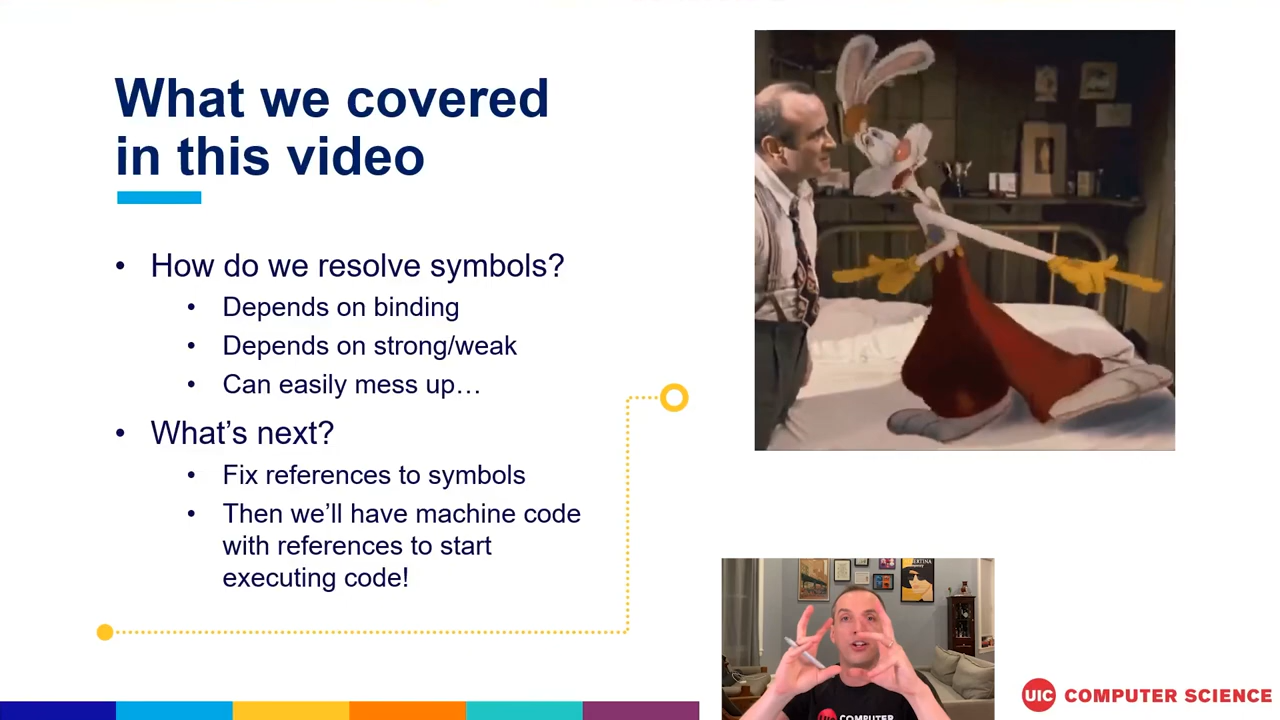 What we covered
in this video
• How do we resolve symbols?
• Depends on binding
• Depends on strong/weak
• Can easily mess up…
• What’s next?
• Fix references to symbols
• Then we’ll have machine code
with references to start
executing code!
UIC COMPUTER SCIENCE
UIC COMPUTER